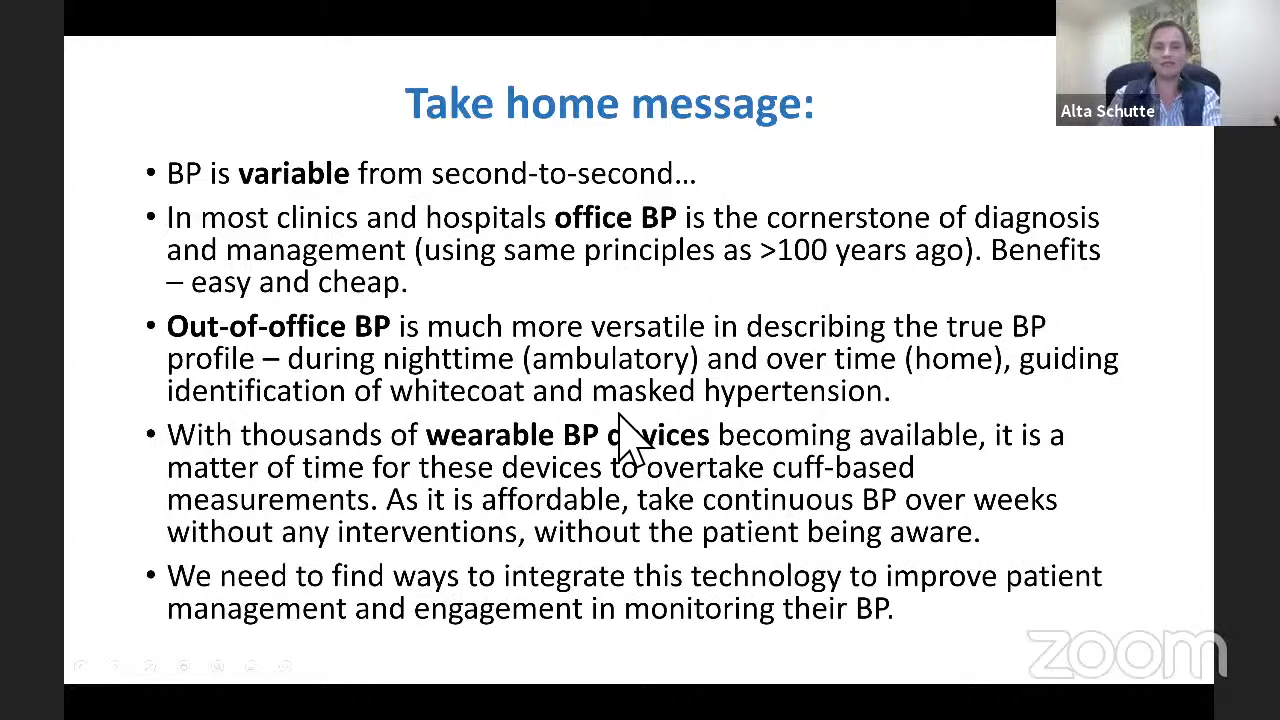 Take home message:
Alta Schutte
• BP is variable from second-to-second…
• In most clinics and hospitals office BP is the cornerstone of diagnosis
and management (using same principles as >100 years ago). Benefits
– easy and cheap.
• Out-of-office BP is much more versatile in describing the true BP
profile – during nighttime (ambulatory) and over time (home), guiding
identification of whitecoat and masked hypertension.
• With thousands of wearable BP devices becoming available, it is a
matter of time for these devices to overtake cuff-based
measurements. As it is affordable, take continuous BP over weeks
without any interventions, without the patient being aware.
• We need to find ways to integrate this technology to improve patient
management and engagement in monitoring their BP.
zoom